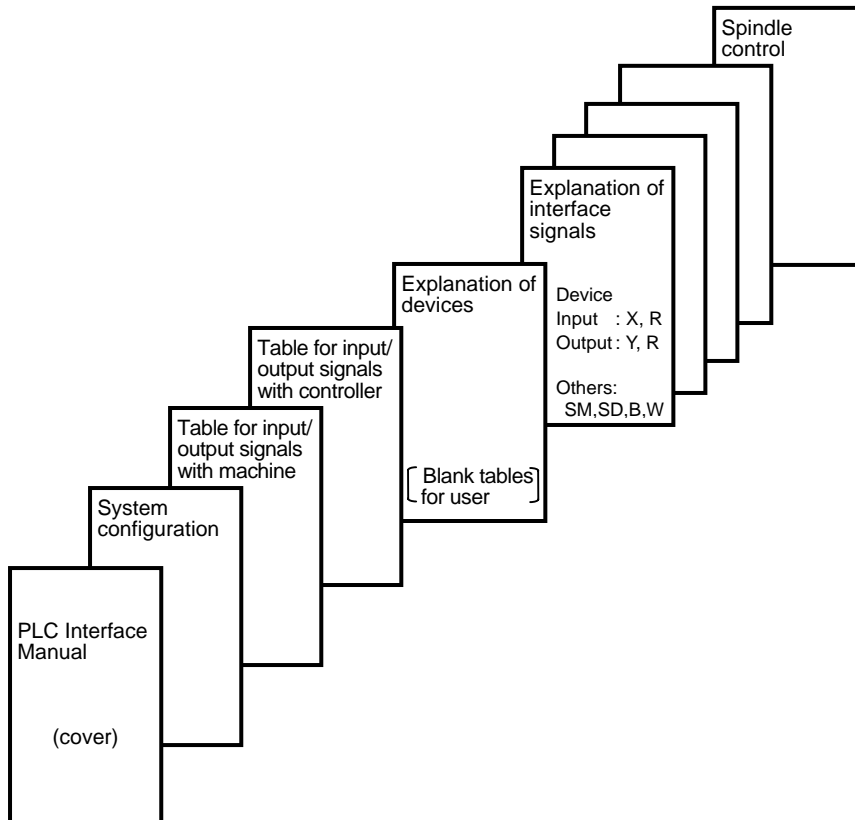 Spindle
control
Explanation of
interface
signals
Device
Input : X, R
Output : Y, R
Others:
SM,SD,B,W
Explanation of
devices
[ Blank tables ]
for user
Table for input/
output signals
with controller
Table for input/
output signals
with machine
System
configuration
PLC Interface
Manual
(cover)